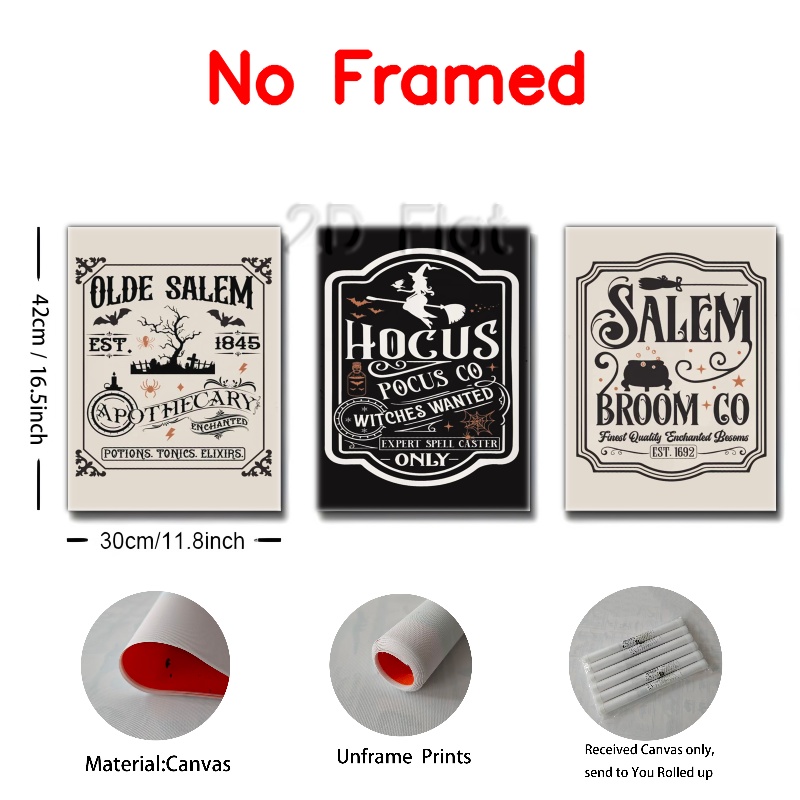 No Framed
2D Flat
42cm / 16.5inch
OLDE SALEM
EST. 1845
APOTHECARY
ENCHANTED
POTIONS. TONICS. ELIXIRS.
HOCUS
POCUS CO
WITCHES WANTED
EXPERT SPELL CASTER
ONLY
SALEM
BROOM CO
Finest Quality Enchanted Besoms
EST. 1692
30cm/11.8inch
Material:Canvas
Unframe Prints
Received Canvas only,
send to You Rolled up